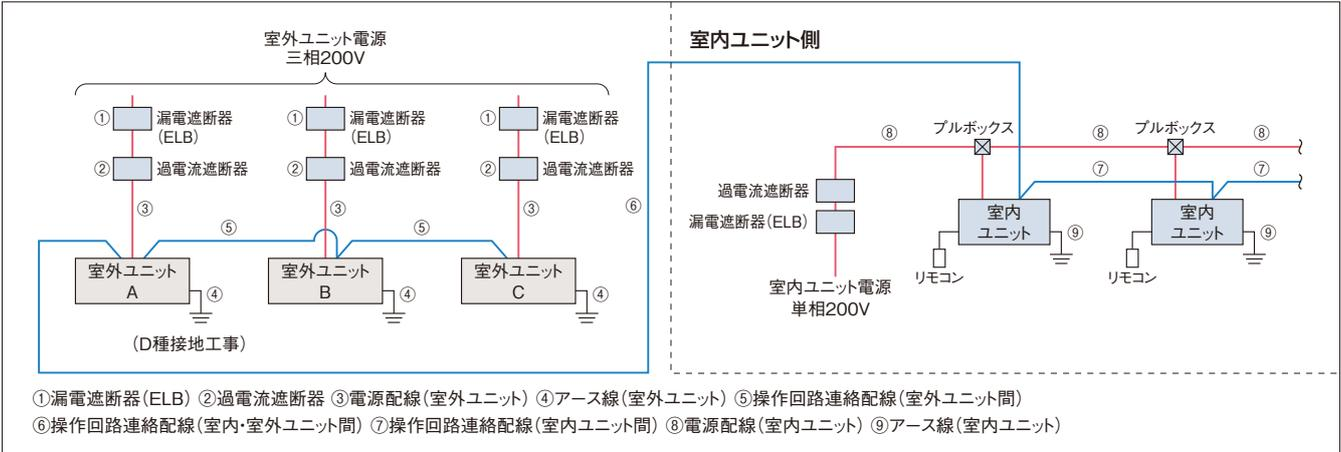 室外ユニット電源
三相200V
① 漏電遮断器
(ELB)
① 漏電遮断器
(ELB)
① 漏電遮断器
(ELB)
② 過電流遮断器
② 過電流遮断器
② 過電流遮断器
③
③
③
⑤
⑤
⑥
室外ユニット
A
④
室外ユニット
B
④
室外ユニット
C
④
(D種接地工事)
室内ユニット側
⑧
プルボックス
⑧
プルボックス
⑧
⑦
⑦
過電流遮断器
漏電遮断器(ELB)
室内ユニット電源
単相200V
室内
ユニット
⑨
リモコン
室内
ユニット
⑨
リモコン
①漏電遮断器(ELB) ②過電流遮断器 ③電源配線(室外ユニット) ④アース線(室外ユニット) ⑤操作回路連絡配線(室外ユニット間)
⑥操作回路連絡配線(室内・室外ユニット間) ⑦操作回路連絡配線(室内ユニット間) ⑧電源配線(室内ユニット) ⑨アース線(室内ユニット)